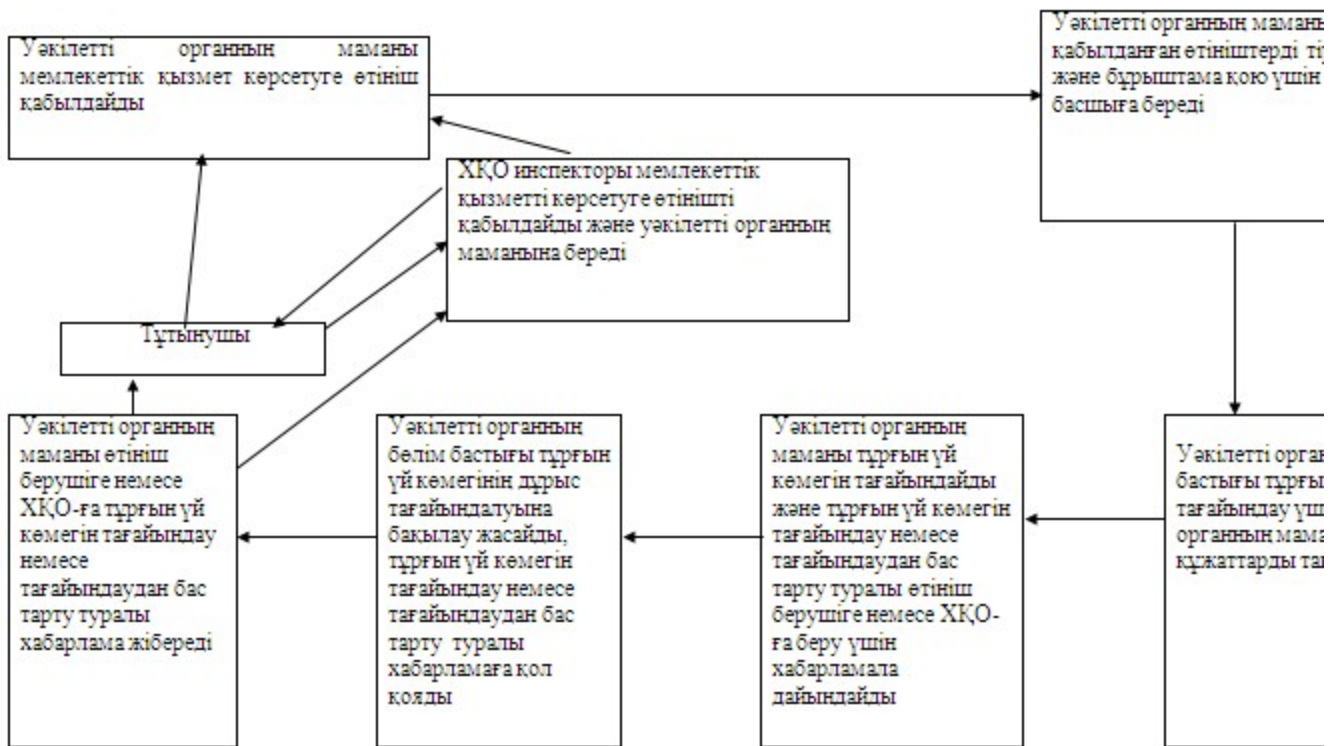 Уәкілетті органның маманы
мемлекеттік қызмет көрсетуге өтініш
қабылдайды
Уәкілетті органның
қабылданған өтініштерді
және бұрыштама қою үшін
басшыға береді
ХҚО инспекторы мемлекеттік
қызметті көрсетуге өтінішті
қабылдайды және уәкілетті органның
маманына береді
Тұтынушы
Уәкілетті органның
маманы өтініш
берушіге немесе
ХҚО-ға тұрғын үй
көмегін тағайындау
немесе
тағайындаудан бас
тарту туралы
хабарлама жібереді
Уәкілетті органның
бөлім бастығы тұрғын
үй көмегінің дұрыс
тағайындалуына
бақылау жасайды,
тұрғын үй көмегін
тағайындау немесе
тағайындаудан бас
тарту туралы
хабарламаға қол
қояды
Уәкілетті органның
маманы тұрғын үй
көмегін тағайындайды
және тұрғын үй көмегін
тағайындау немесе
тағайындаудан бас
тарту туралы өтініш
берушіге немесе ХҚО-
ға беру үшін
хабарламала
дайындайды
Уәкілетті
бастығы
тағайындау
органның
құжаттарды